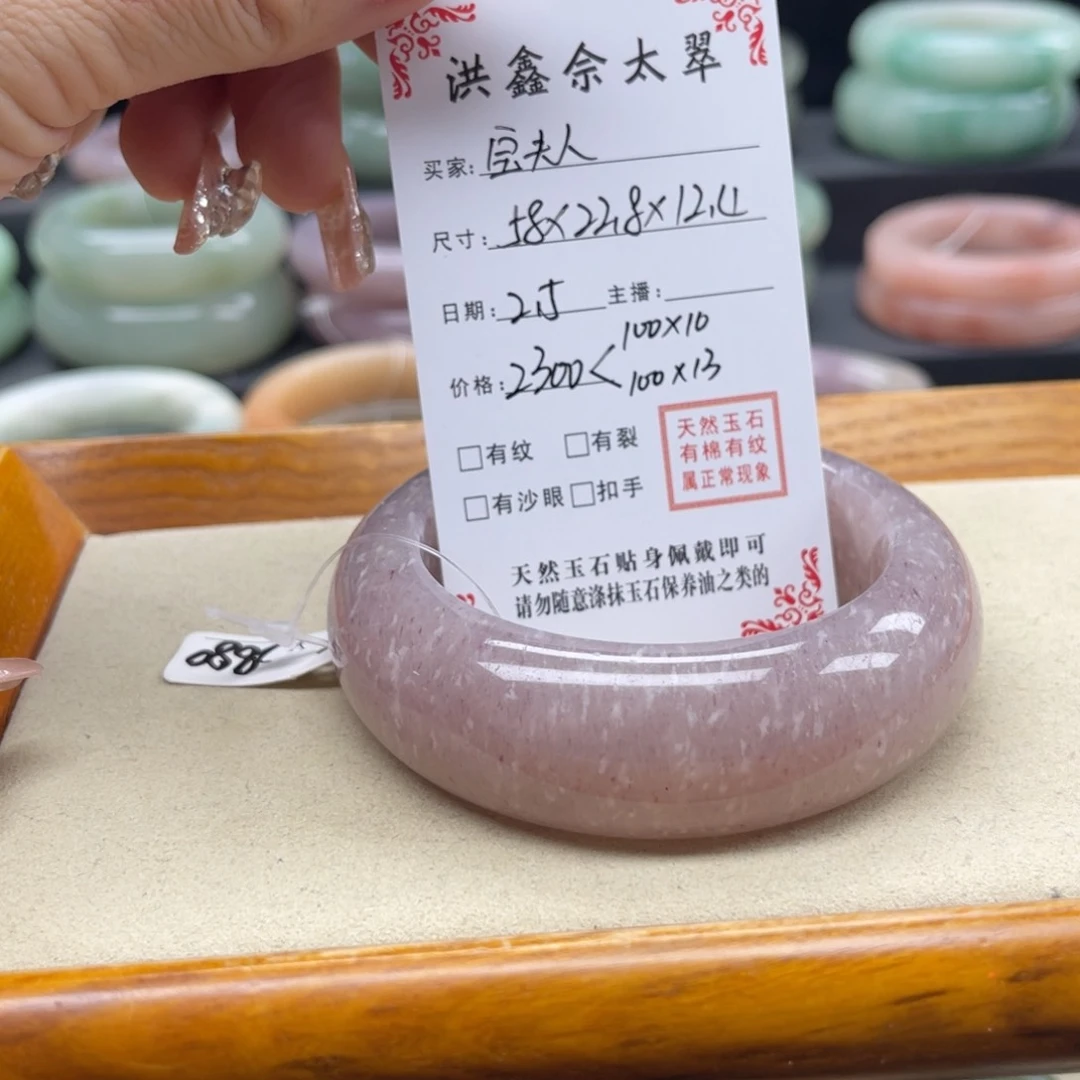 洪鑫佘太翠
买家: 宝夫人
尺寸: 58×22.8×12.4
日期: 2.5 主播:
价格: 2300< 100×10
100×13
□有纹 □有裂
□有沙眼 □扣手
天然玉石
有棉有纹
属正常现象
天然玉石贴身佩戴即可
请勿随意涤抹玉石保养油之类的